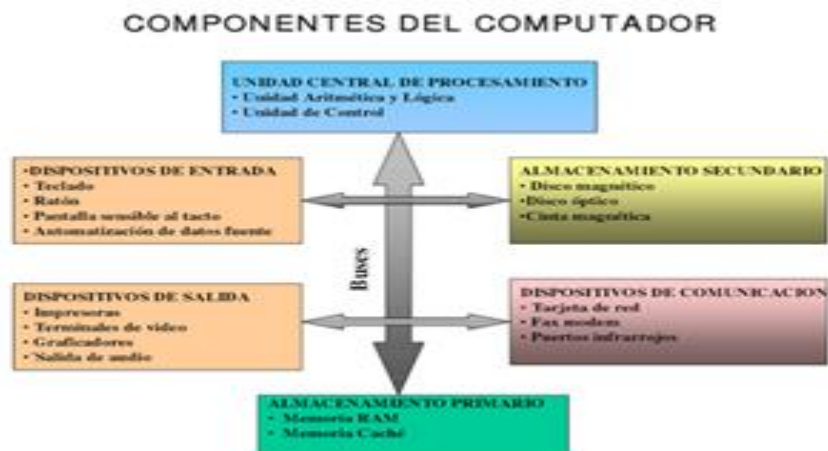 COMPONENTES DEL COMPUTADOR
UNIDAD CENTRAL DE PROCESAMIENTO
• Unidad Aritmética y Lógica
• Unidad de Control
•DISPOSITIVOS DE ENTRADA
• Teclado
• Ratón
• Pantalla sensible al tacto
• Automatización de datos fuente
ALMACENAMIENTO SECUNDARIO
• Disco magnético
•Disco óptico
•Cinta magnética
Buses
DISPOSITIVOS DE SALIDA
• Impresoras
• Terminales de video
• Graficadores
• Salida de audio
DISPOSITIVOS DE COMUNICACION
• Tarjeta de red
• Fax modem
• Puertos infrarrojos
ALMACENAMIENTO PRIMARIO
• Memoria RAM
• Memoria Caché